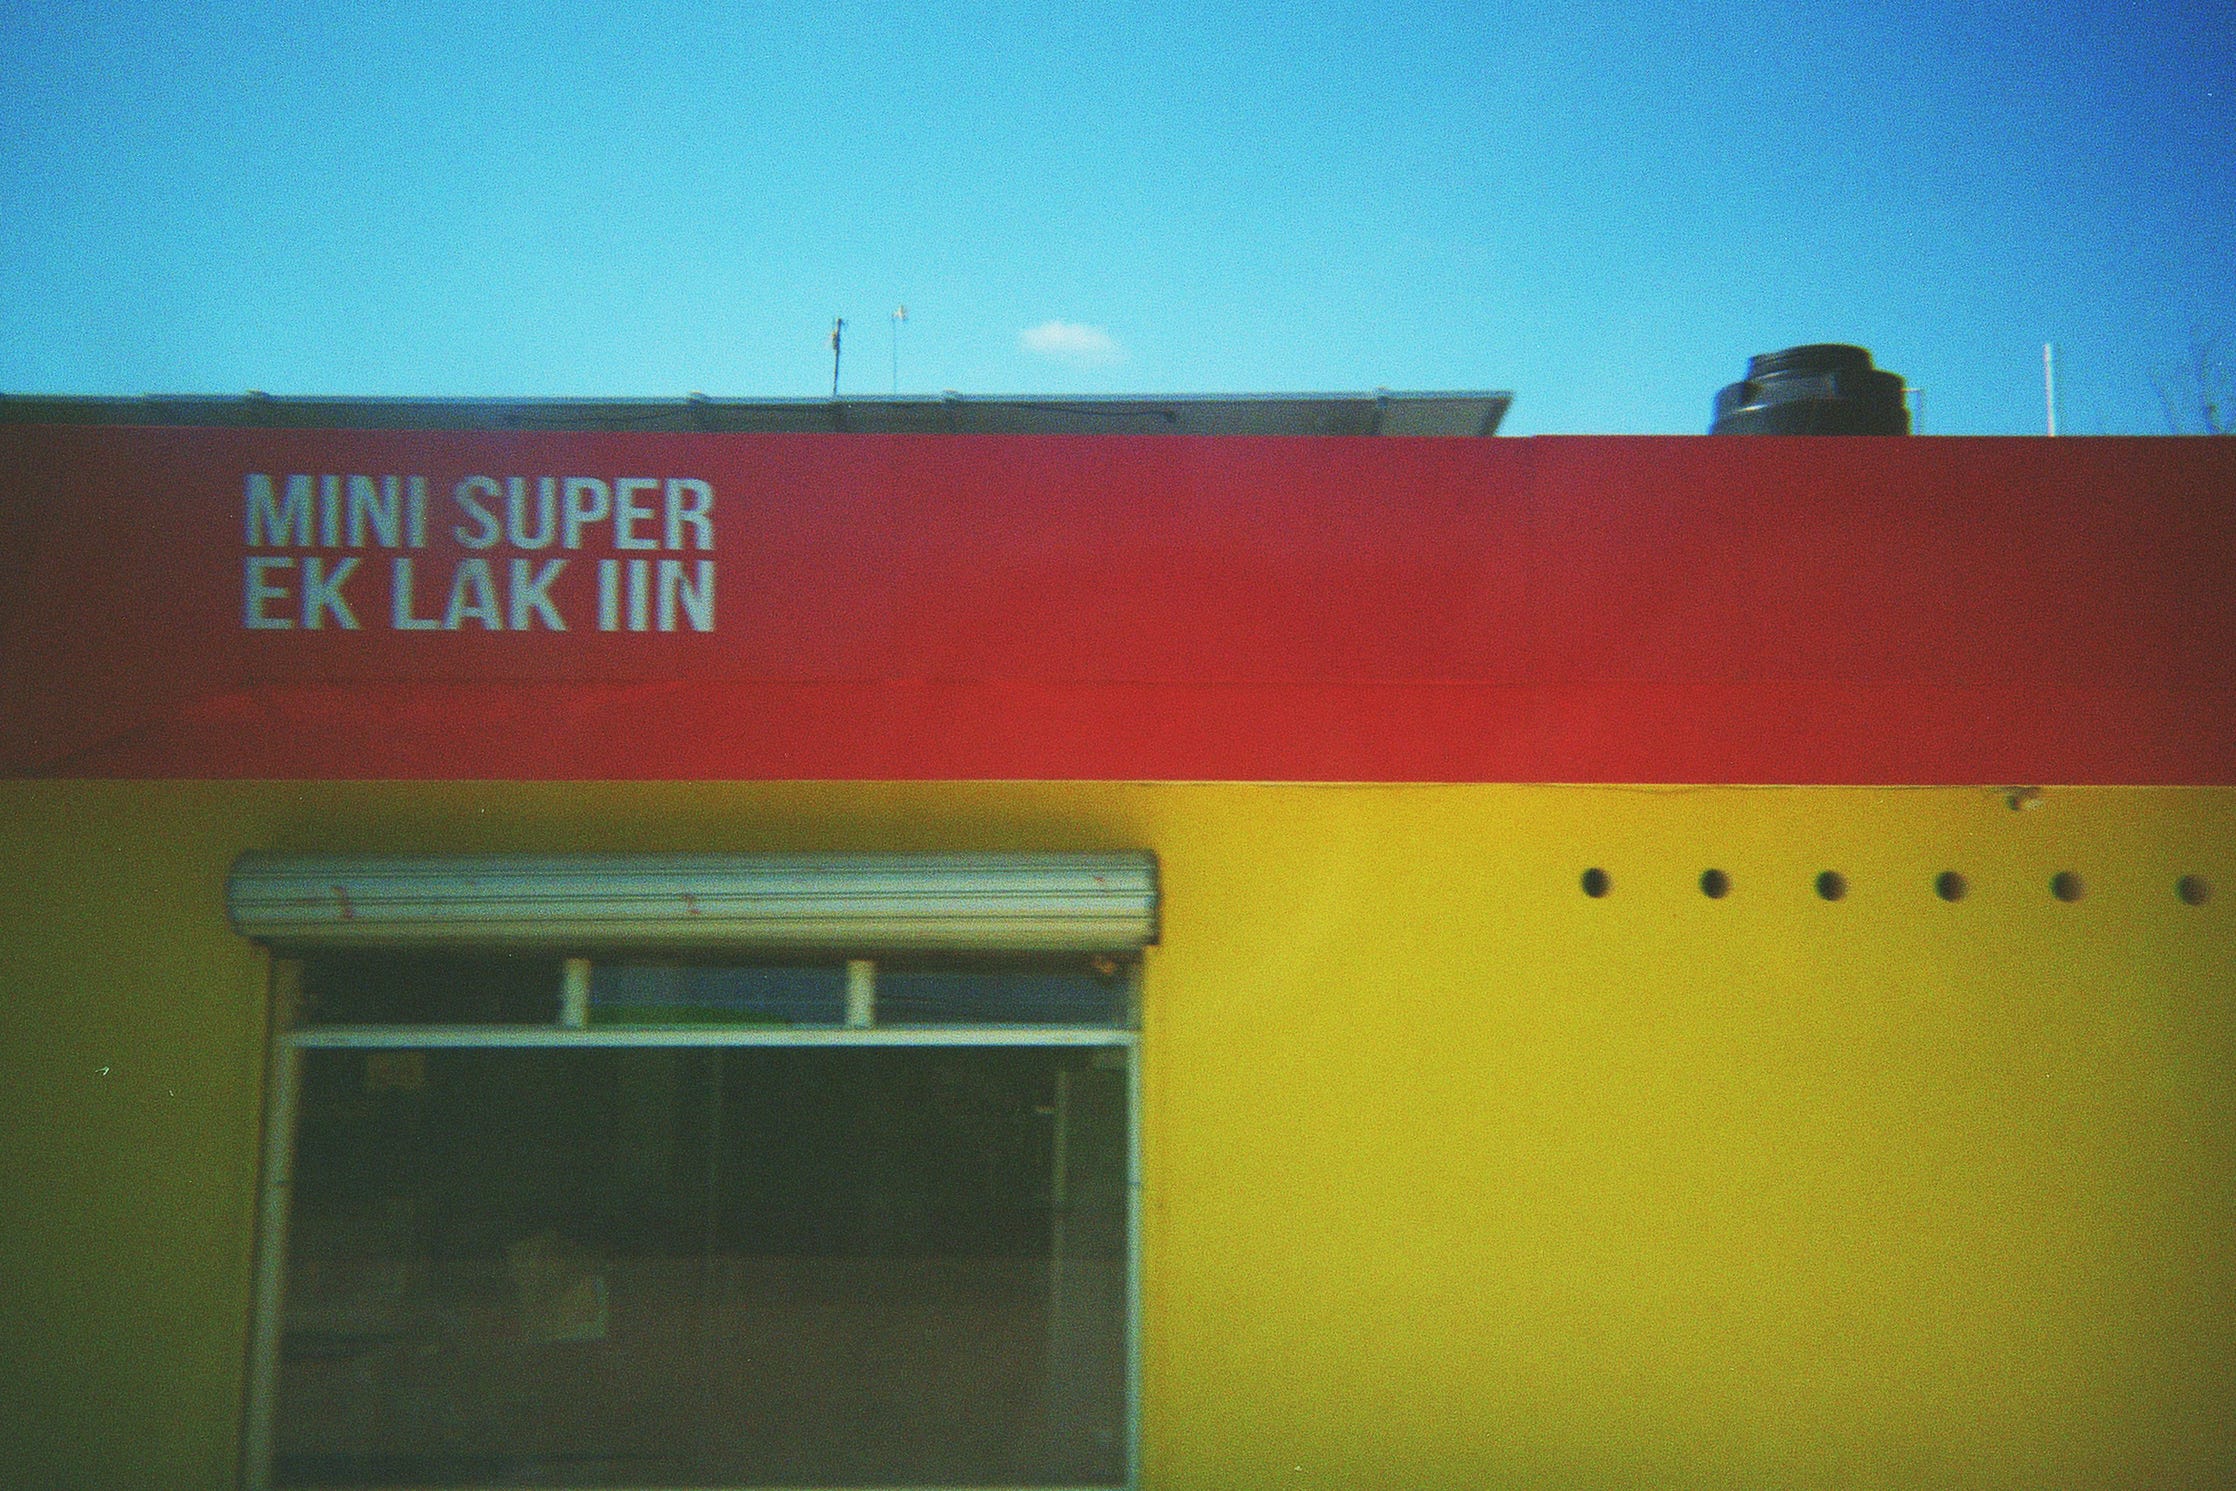 MINI SUPER
EK LAK IIN